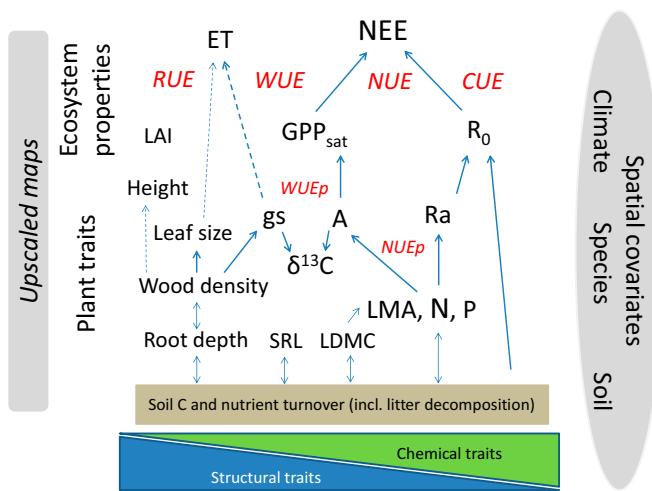 Upscaled maps
Ecosystem
properties
Plant traits
ET
NEE
RUE
WUE
NUE
CUE
LAI
GPPsat
R0
Height
WUEp
Leaf size
gs
A
Ra
NUEp
δ13C
Wood density
LMA, N, P
Root depth
SRL
LDMC
Soil C and nutrient turnover (incl. litter decomposition)
Chemical traits
Structural traits
Climate
Species
Soil
Spatial covariates